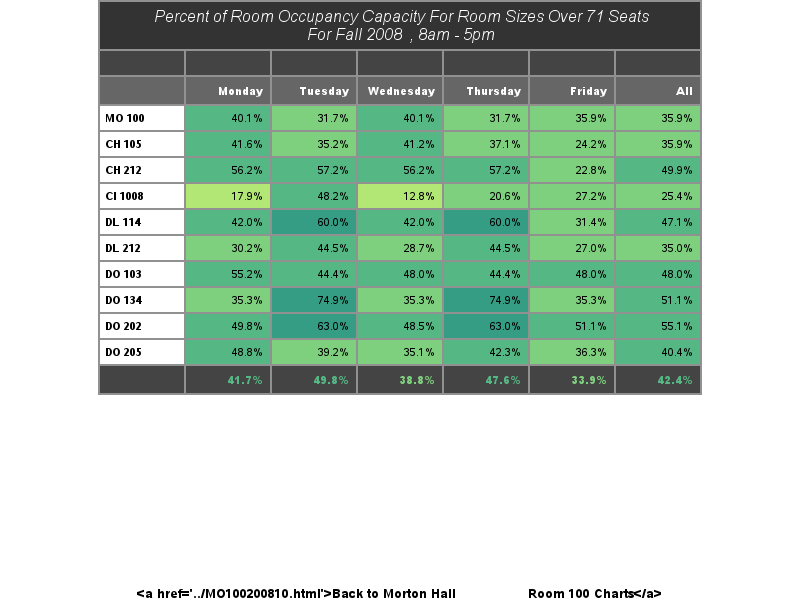 Percent of Room Occupancy Capacity For Room Sizes Over 71 Seats
For Fall 2008 , 8am - 5pm
Monday Tuesday Wednesday Thursday Friday All
MO 100 40.1% 31.7% 40.1% 31.7% 35.9% 35.9%
CH 105 41.6% 35.2% 41.2% 37.1% 24.2% 35.9%
CH 212 56.2% 57.2% 56.2% 57.2% 22.8% 49.9%
CI 1008 17.9% 48.2% 12.8% 20.6% 27.2% 25.4%
DL 114 42.0% 60.0% 42.0% 60.0% 31.4% 47.1%
DL 212 30.2% 44.5% 28.7% 44.5% 27.0% 35.0%
DO 103 55.2% 44.4% 48.0% 44.4% 48.0% 48.0%
DO 134 35.3% 74.9% 35.3% 74.9% 35.3% 51.1%
DO 202 49.8% 63.0% 48.5% 63.0% 51.1% 55.1%
DO 205 48.8% 39.2% 35.1% 42.3% 36.3% 40.4%
41.7% 49.8% 38.8% 47.6% 33.9% 42.4%
<a href='../MO100200810.html'>Back to Morton Hall Room 100 Charts</a>